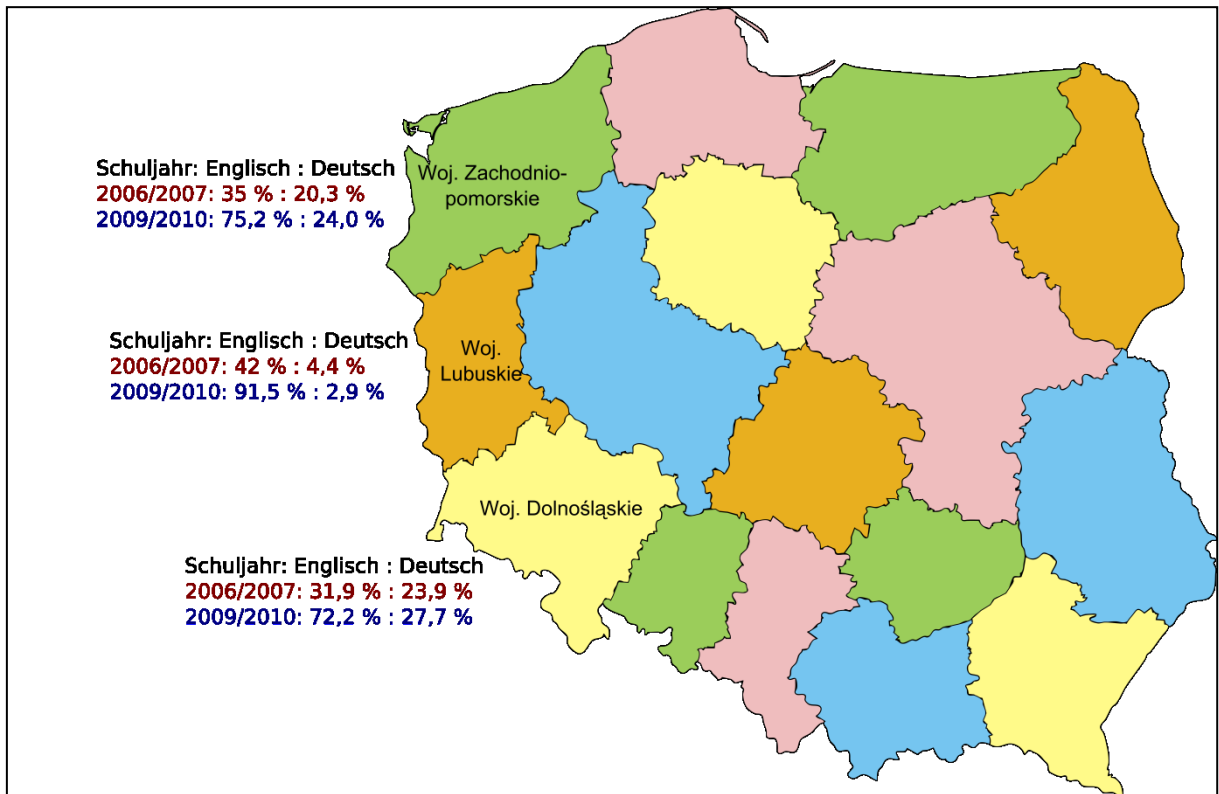 Schuljahr: Englisch : Deutsch
2006/2007: 35 % : 20,3 %
2009/2010: 75,2 % : 24,0 %
Woj. Zachodnio-
pomorskie
Schuljahr: Englisch : Deutsch
2006/2007: 42 % : 4,4 %
2009/2010: 91,5 % : 2,9 %
Woj.
Lubuskie
Woj. Dolnośląskie
Schuljahr: Englisch : Deutsch
2006/2007: 31,9 % : 23,9 %
2009/2010: 72,2 % : 27,7 %